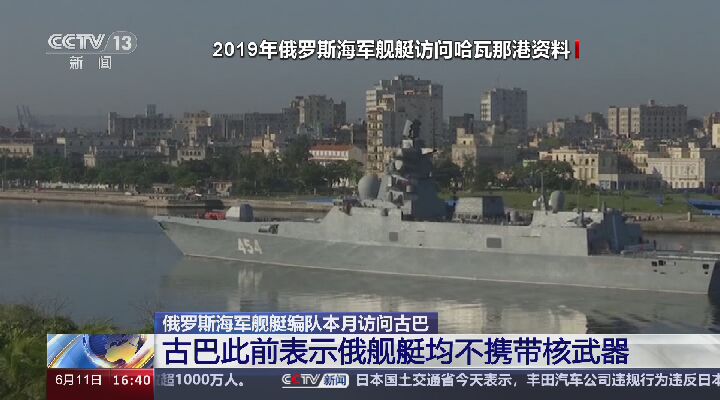 CCTV 13
新闻
2019年俄罗斯海军舰艇访问哈瓦那港资料
454
俄罗斯海军舰艇编队本月访问古巴
古巴此前表示俄舰艇均不携带核武器
6月11日 16:40 超1000万人。 CCTV 新闻 日本国土交通省今天表示，丰田汽车公司违规行为违反日本